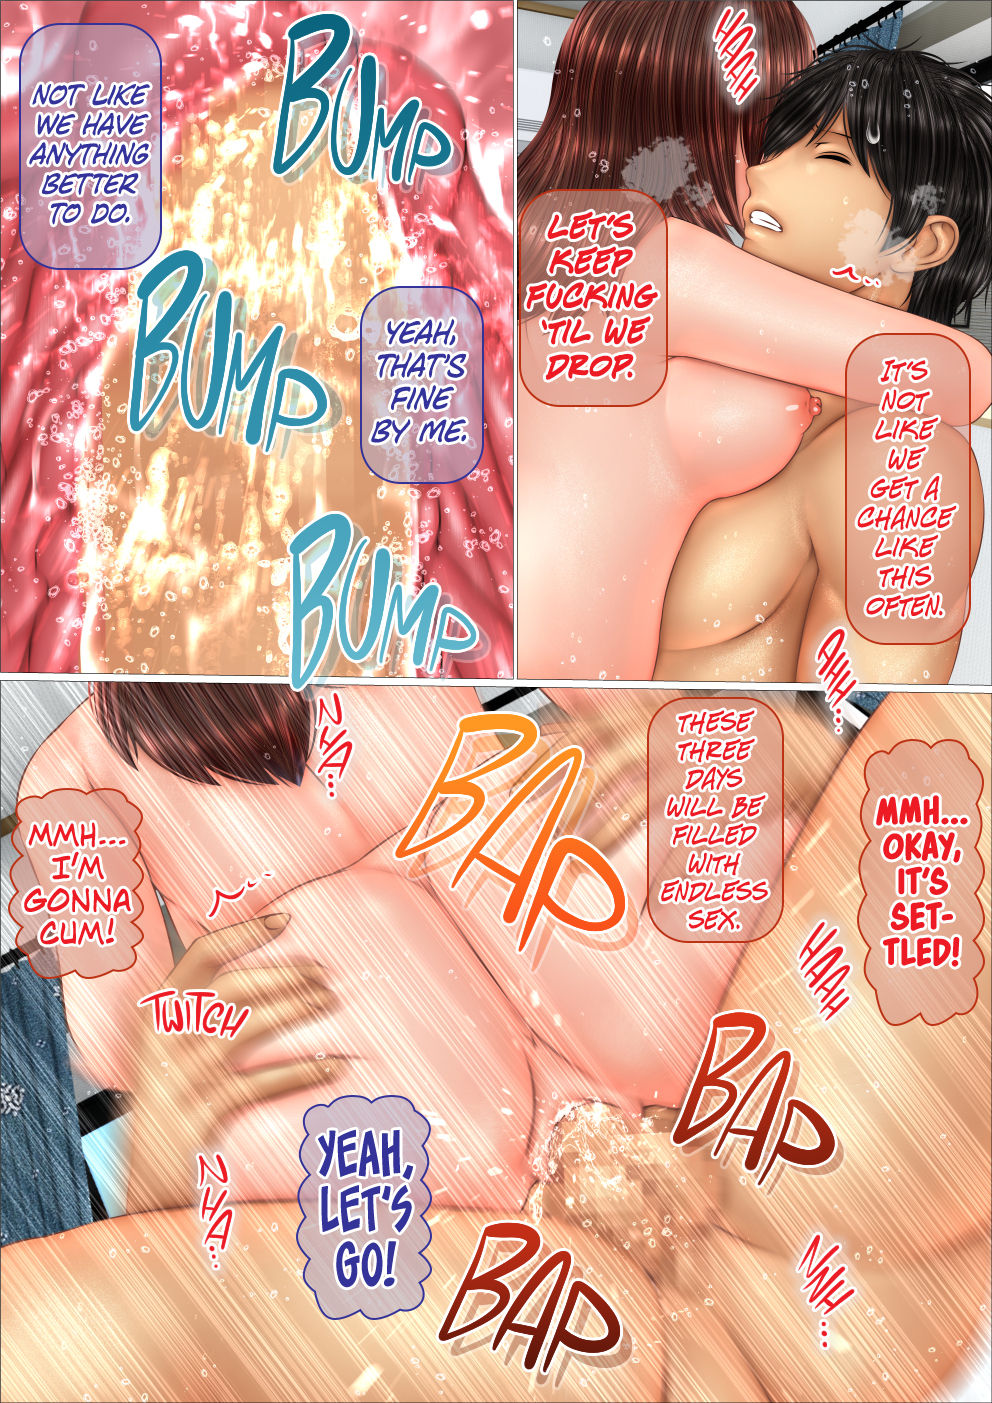 HAAAH
LET'S
KEEP
FUCKING
'TIL WE
DROP.
IT'S
NOT
LIKE
WE
GET A
CHANCE
LIKE
THIS
OFTEN.
BUMP
NOT LIKE
WE HAVE
ANYTHING
BETTER
TO DO.
BUMP
YEAH,
THAT'S
FINE
BY ME.
BUMP
AHH...
THESE
THREE
DAYS
WILL BE
FILLED
WITH
ENDLESS
SEX.
MMH...
OKAY,
IT'S
SET-
TLED!
NHA...
BAP
MMH...
I'M
GONNA
CUM!
HAAAH
TWITCH
BAP
YEAH,
LET'S
GO!
NHA...
BAP
NNH...